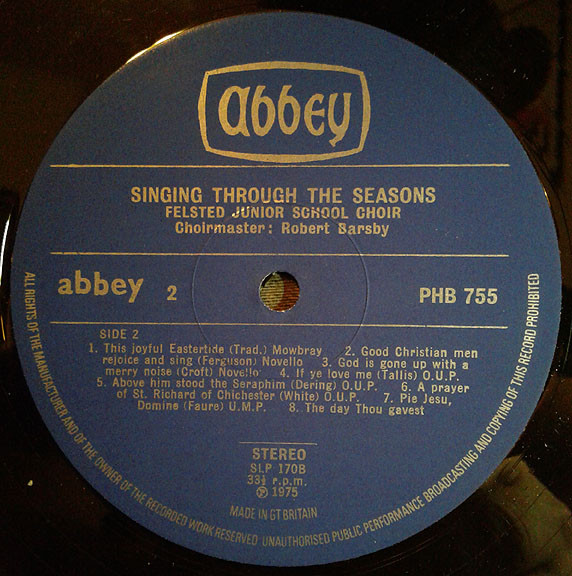 abbey
SINGING THROUGH THE SEASONS
FELSTED JUNIOR SCHOOL CHOIR
Choirmaster: Robert Barsby
abbey 2
PHB 755
SIDE 2
1. This joyful Eastertide (Trad.) Mowbray 2. Good Christian men
rejoice and sing (Ferguson) Novello 3. God is gone up with a
merry noise (Croft) Novello 4. If ye love me (Tallis) O.U.P.
5. Above him stood the Seraphim (Dering) O.U.P. 6. A prayer
of St. Richard of Chichester (White) O.U.P. 7. Pie Jesu,
Domine (Faure) U.M.P. 8. The day Thou gavest
STEREO
SLP 170B
33⅓ r.p.m.
Ⓟ 1975
MADE IN GT BRITAIN
ALL RIGHTS OF THE MANUFACTURER AND OF THE OWNER OF THE RECORDED WORK RESERVED UNAUTHORISED PUBLIC PERFORMANCE BROADCASTING AND COPYING OF THIS RECORD PROHIBITED